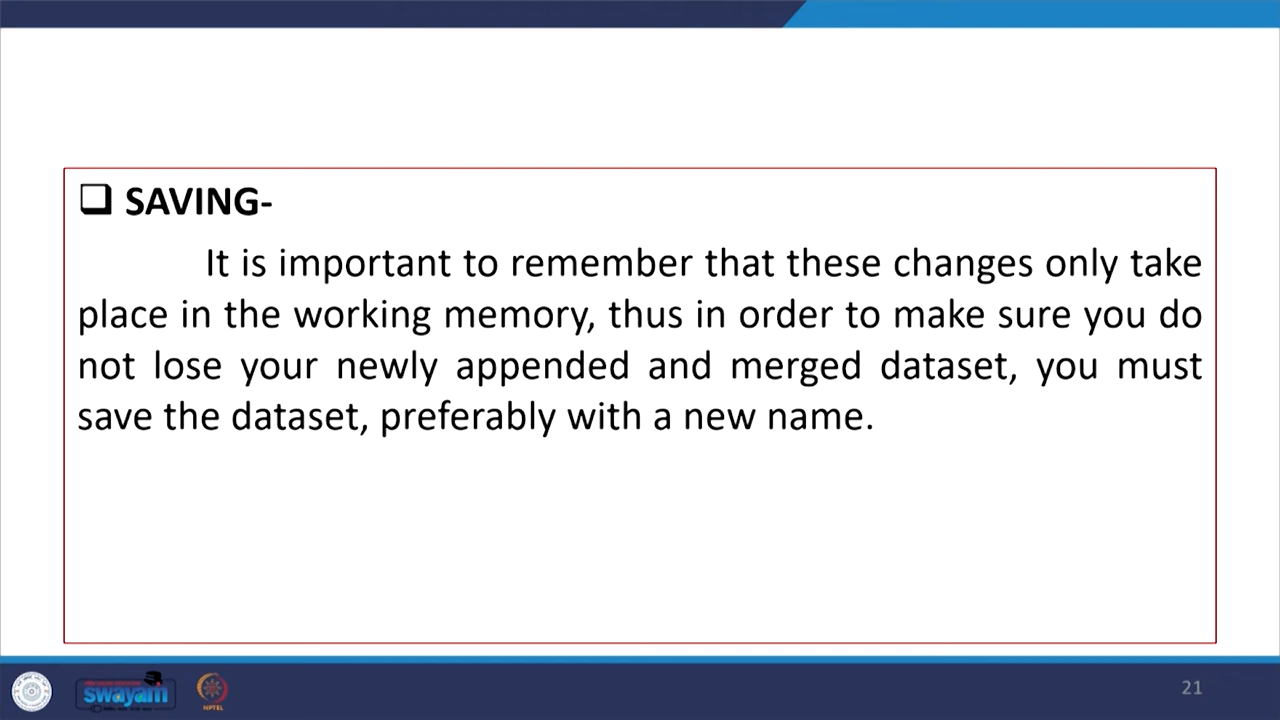 SAVING-
It is important to remember that these changes only take
place in the working memory, thus in order to make sure you do
not lose your newly appended and merged dataset, you must
save the dataset, preferably with a new name.
swayam
NPTEL
21